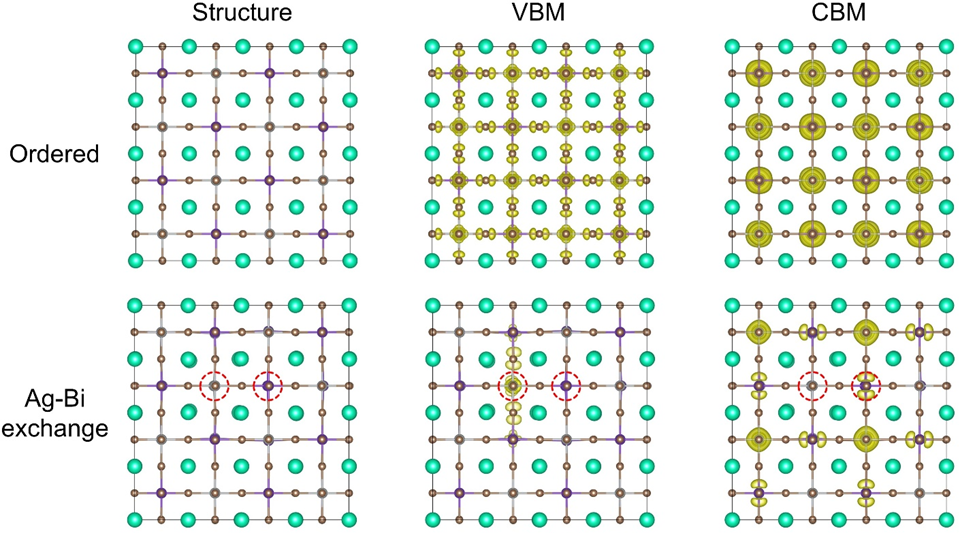 Structure
VBM
CBM
Ordered
Ag-Bi
exchange